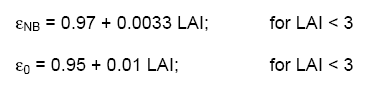 εNB = 0.97 + 0.0033 LAI; for LAI < 3
ε0 = 0.95 + 0.01 LAI; for LAI < 3